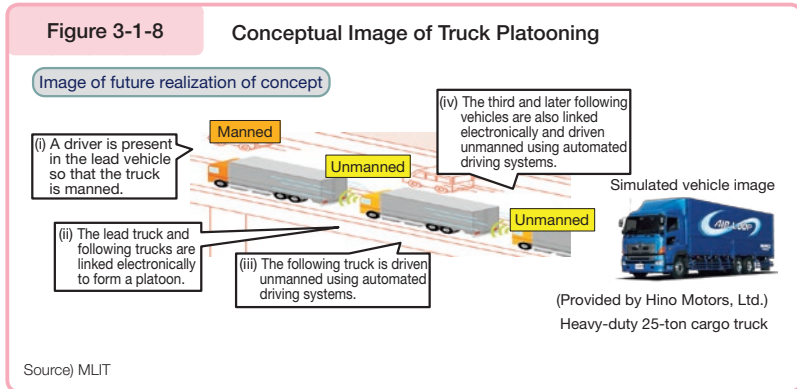 Figure 3-1-8
Conceptual Image of Truck Platooning
Image of future realization of concept
(i) A driver is present
in the lead vehicle
so that the truck
is manned.
Manned
Unmanned
(iv) The third and later following
vehicles are also linked
electronically and driven
unmanned using automated
driving systems.
Unmanned
(ii) The lead truck and
following trucks are
linked electronically
to form a platoon.
(iii) The following truck is driven
unmanned using automated
driving systems.
Simulated vehicle image
(Provided by Hino Motors, Ltd.)
Heavy-duty 25-ton cargo truck
Source) MLIT